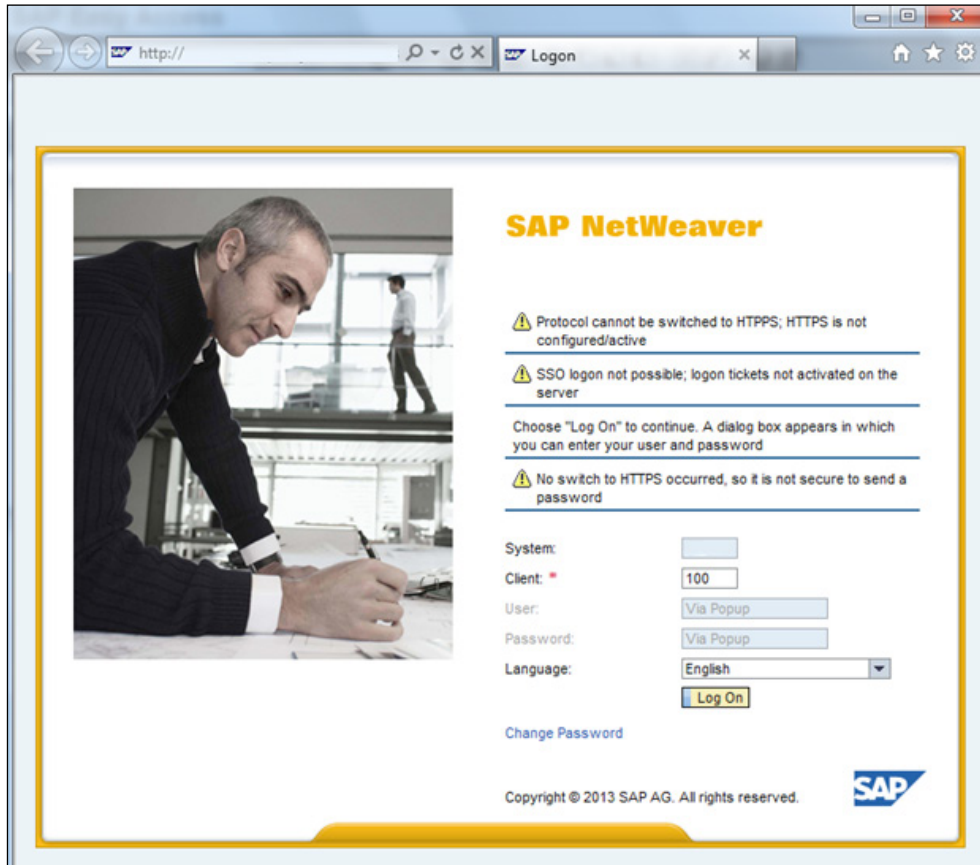 SAP Easy Access
http://
Logon
SAP NetWeaver
Protocol cannot be switched to HTPPS; HTTPS is not
configured/active
SSO logon not possible; logon tickets not activated on the
server
Choose "Log On" to continue. A dialog box appears in which
you can enter your user and password
No switch to HTTPS occurred, so it is not secure to send a
password
System:
Client: * 100
User: Via Popup
Password: Via Popup
Language: English
Log On
Change Password
Copyright © 2013 SAP AG. All rights reserved.
SAP